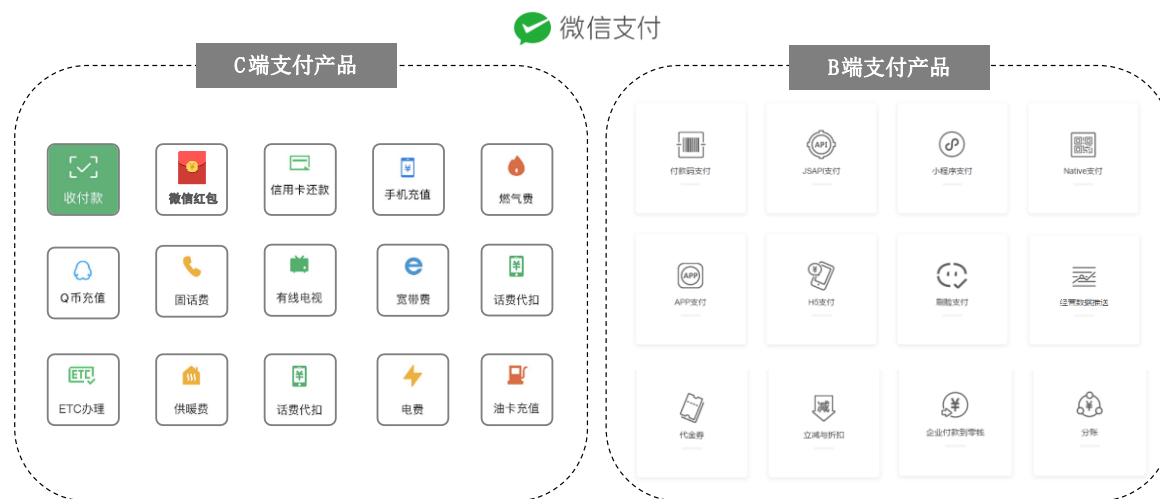 微信支付
C端支付产品
收付款
微信红包
信用卡还款
手机充值
燃气费
Q币充值
固话费
有线电视
宽带费
话费代扣
ETC
ETC办理
供暖费
话费代扣
电费
油卡充值
B端支付产品
付款码支付
API
JSAPI支付
小程序支付
Native支付
APP
APP支付
H5支付
刷脸支付
经营数据推送
代金券
减
立减与折扣
企业付款到零钱
分账